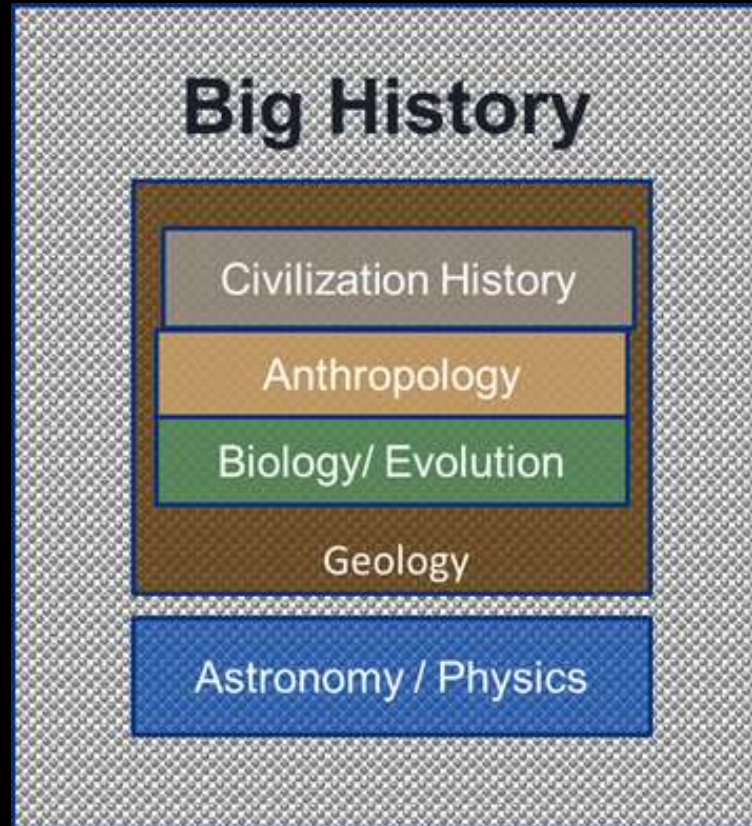 Big History
Civilization History
Anthropology
Biology/ Evolution
Geology
Astronomy / Physics